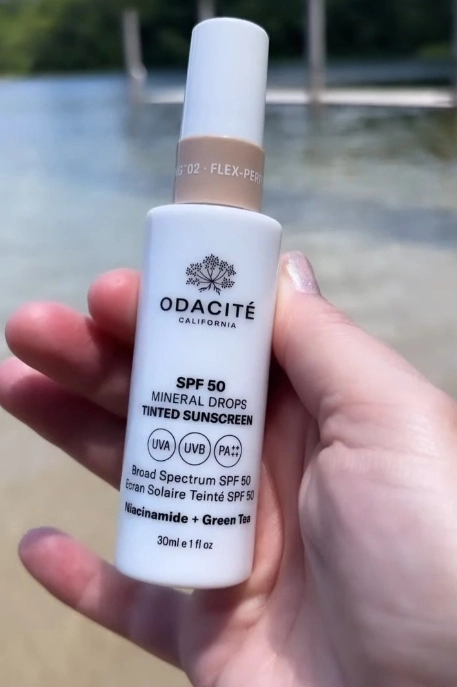 02 · FLEX-PERF
ODACITÉ
CALIFORNIA
SPF 50
MINERAL DROPS
TINTED SUNSCREEN
UVA UVB PA++
Broad Spectrum SPF 50
Écran Solaire Teinté SPF 50
Niacinamide + Green Tea
30ml e 1 fl oz